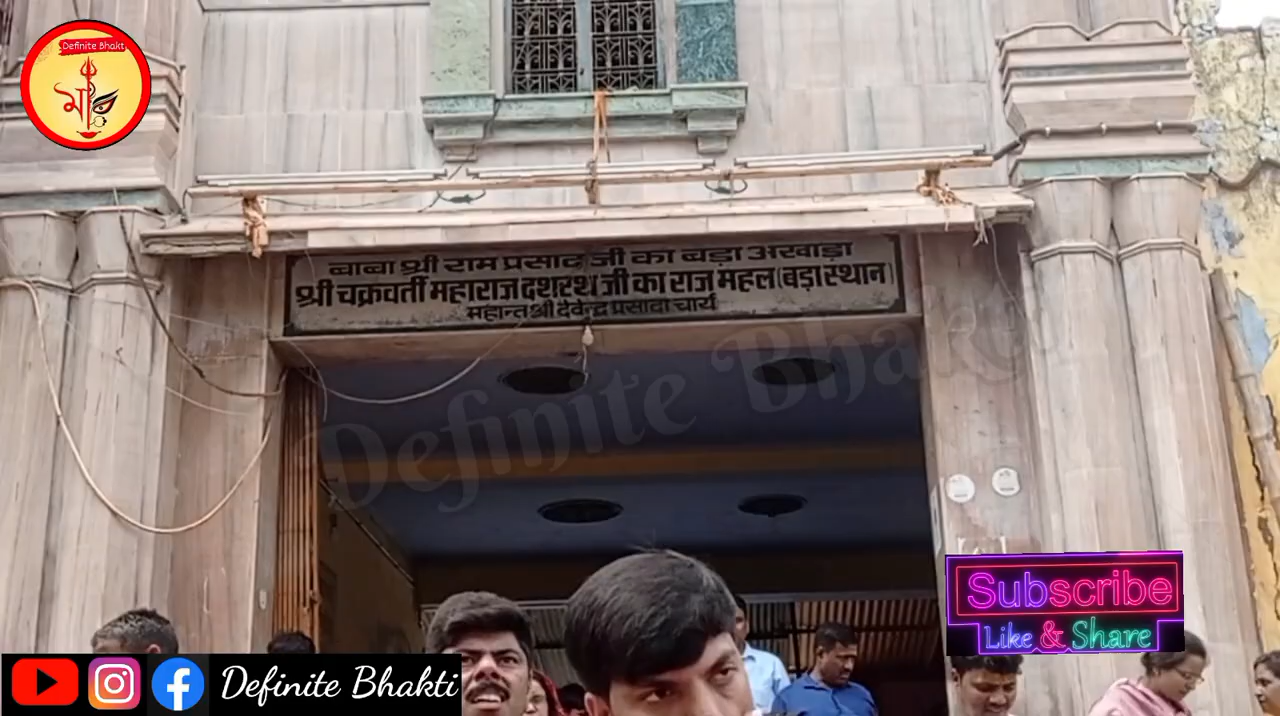 Definite Bhakti
मा
बाबा श्री राम प्रसाद जी का बड़ा अखाड़ा
श्री चक्रवर्ती महाराज दशरथ जी का राज महल (बड़ा स्थान)
महान्त श्री देवेन्द्र प्रसादा चार्य
Definite Bhakti
Subscribe
Like & Share
Definite Bhakti